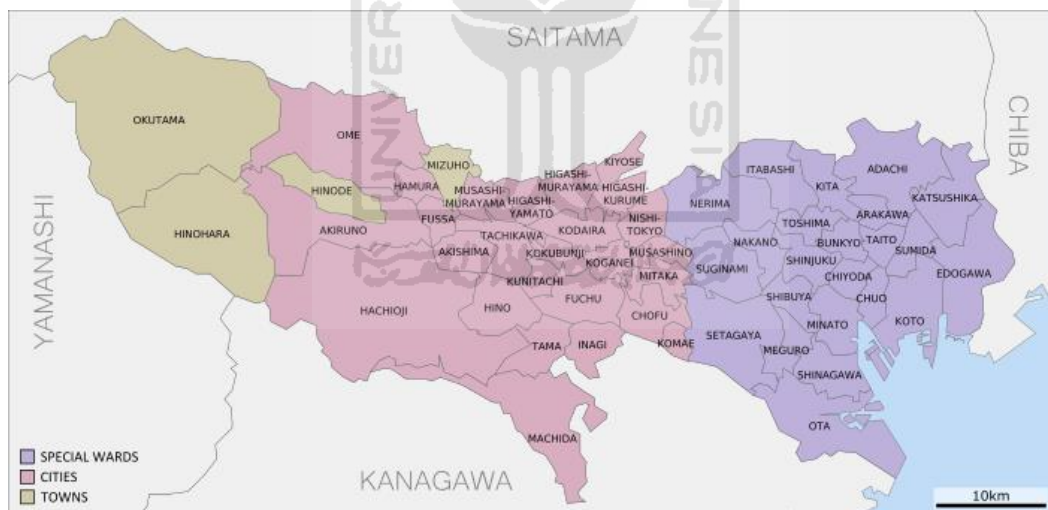 SAITAMA
CHIBA
YAMANASHI
KANAGAWA
OKUTAMA
OME
MIZUHO
HINODE
HAMURA
HINOHARA
AKIRUNO
FUSSA
MUSASHI-
MURAYAMA
HIGASHI-
YAMATO
HIGASHI-
MURAYAMA
KIYOSE
HIGASHI-
KURUME
NISHI-
TOKYO
TACHIKAWA
KODAIRA
AKISHIMA
KOKUBUNJI
KOGANEI
MUSASHINO
MITAKA
KUNITACHI
HACHIOJI
HINO
FUCHU
CHOFU
TAMA
INAGI
KOMAE
MACHIDA
ITABASHI
ADACHI
KITA
NERIMA
KATSUSHIKA
TOSHIMA
ARAKAWA
NAKANO
BUNKYO
TAITO
SUMIDA
SUGINAMI
SHINJUKU
CHIYODA
EDOGAWA
SHIBUYA
CHUO
SETAGAYA
MINATO
KOTO
MEGURO
SHINAGAWA
OTA
SPECIAL WARDS
CITIES
TOWNS
10km